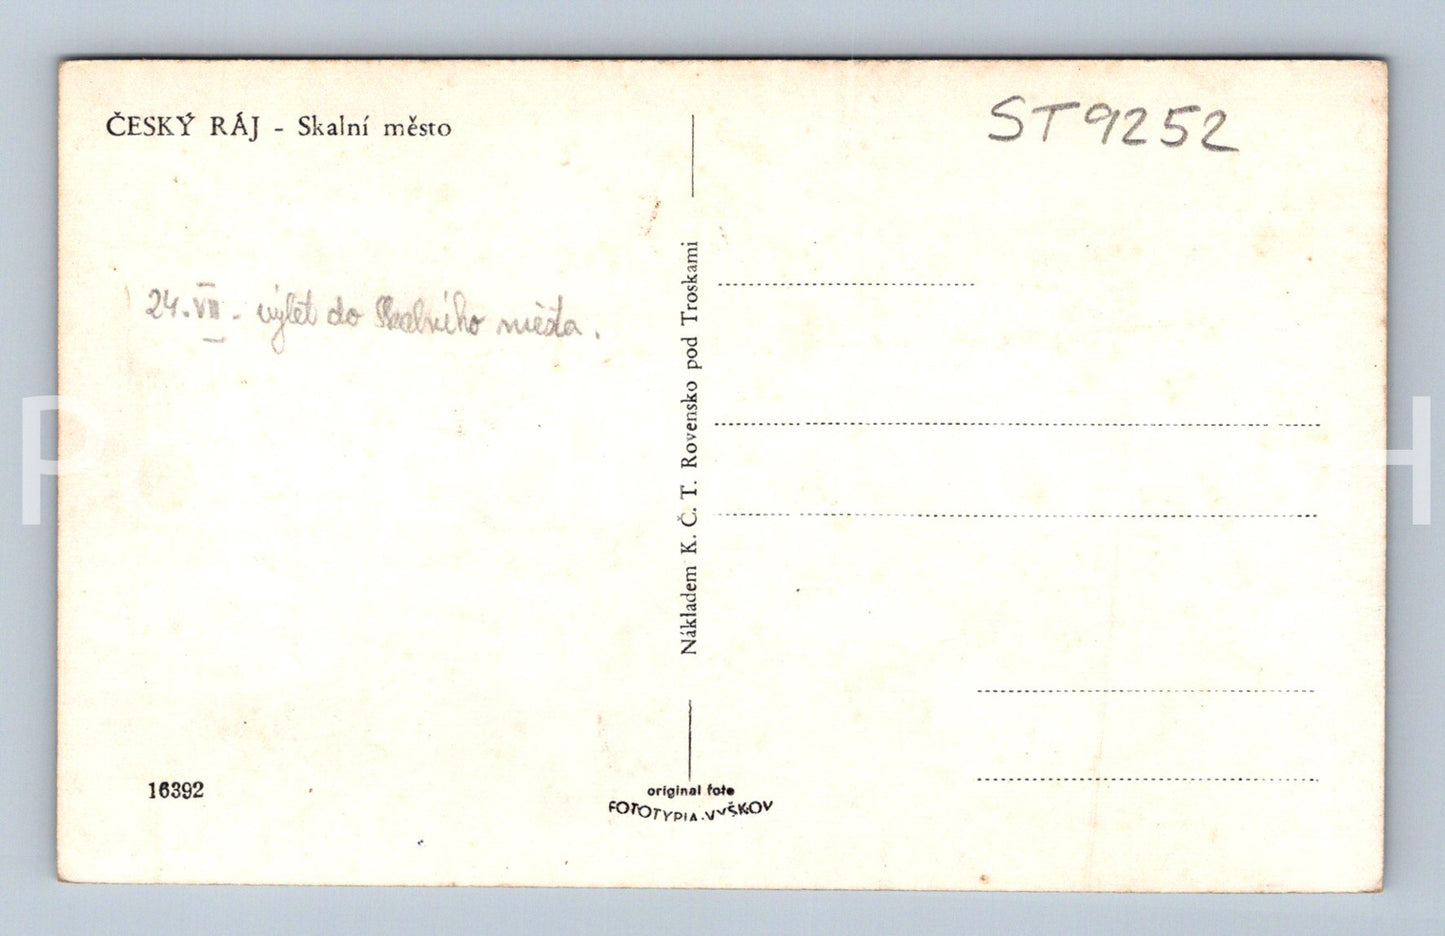 ČESKÝ RÁJ - Skalní město
ST9252
24. VII. výlet do Skalního města.
Nákladem K. Č. T. Rovensko pod Troskami
16392
original foto
FOTOTYPIA-VYŠKOV